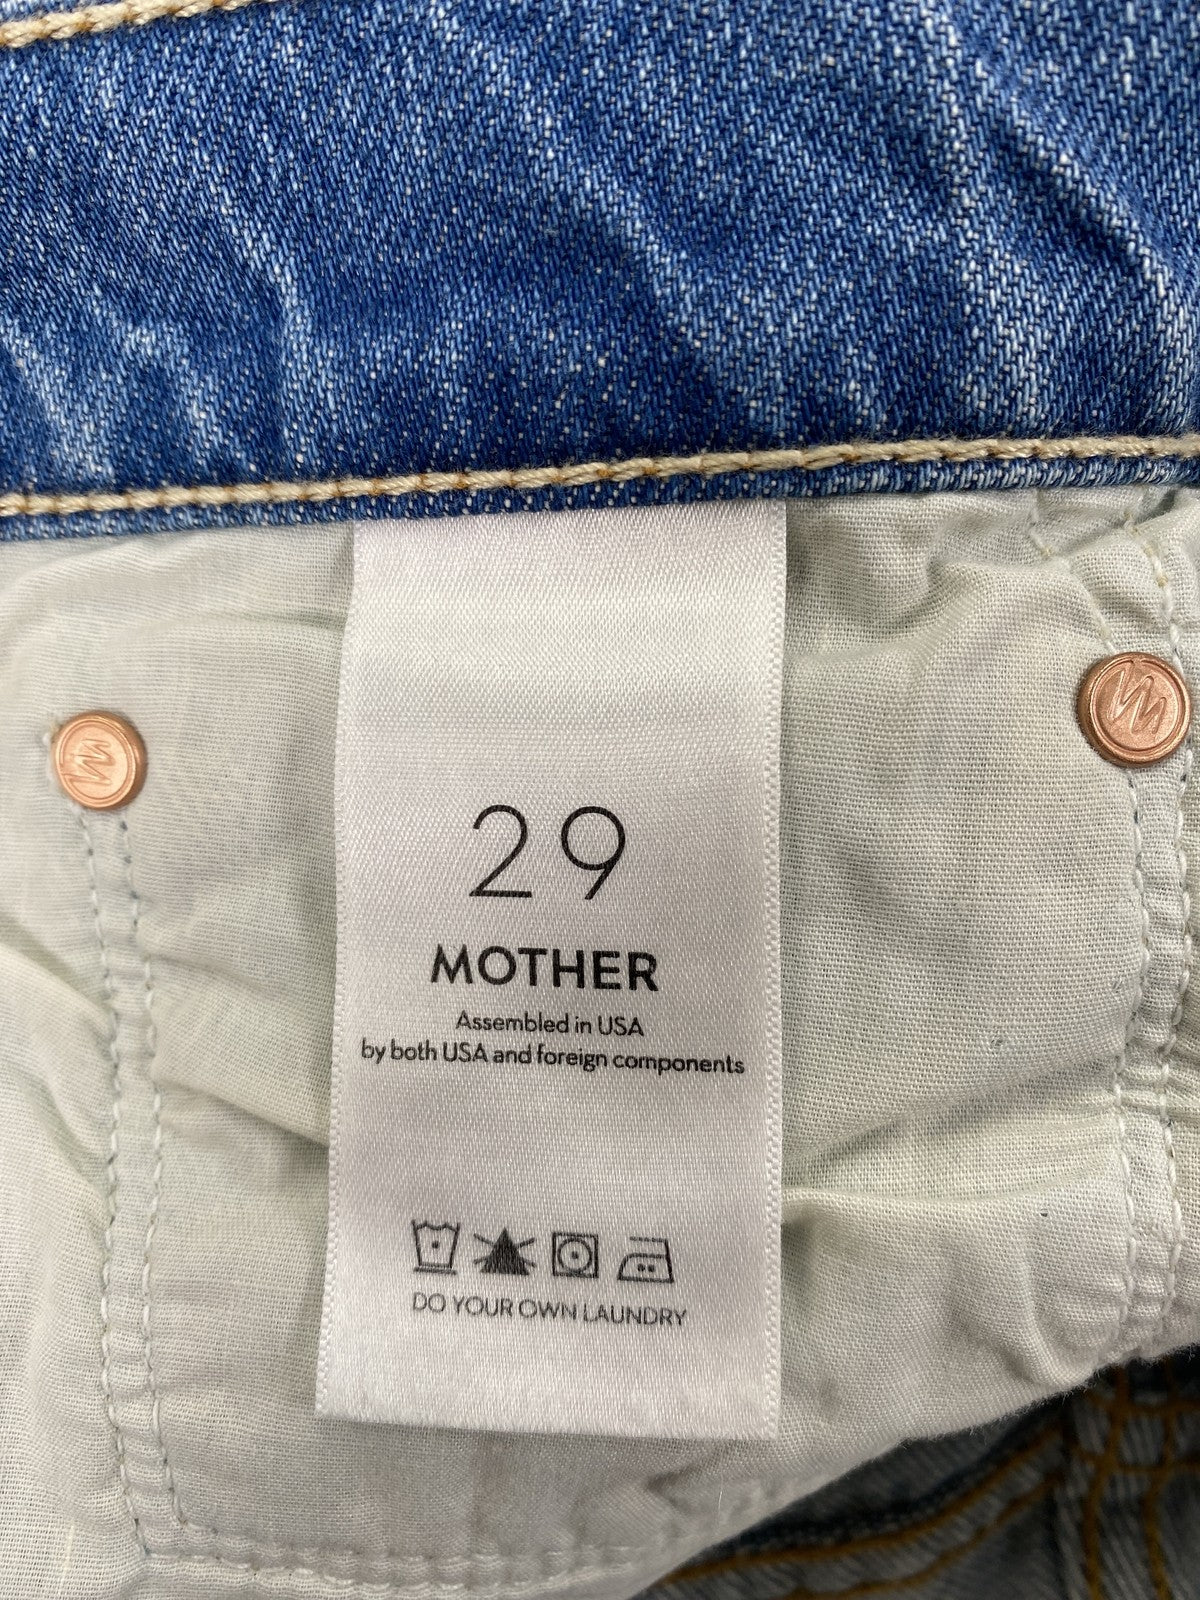 29
MOTHER
Assembled in USA
by both USA and foreign components
DO YOUR OWN LAUNDRY